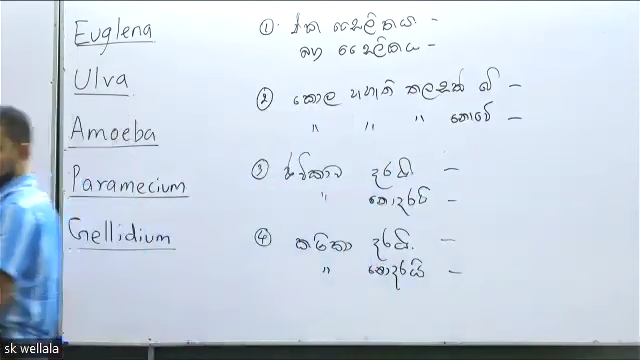 Euglena
Ulva
Amoeba
Paramecium
Gellidium
① ඒක සෛලිකයි –
බහු සෛලිකය –
② කොළ පැහැති තලසක් වේ –
" " " නොවේ –
③ දරයි –
" නොදරයි –
④ කශිකා දරයි. –
" නොදරයි –
sk wellala